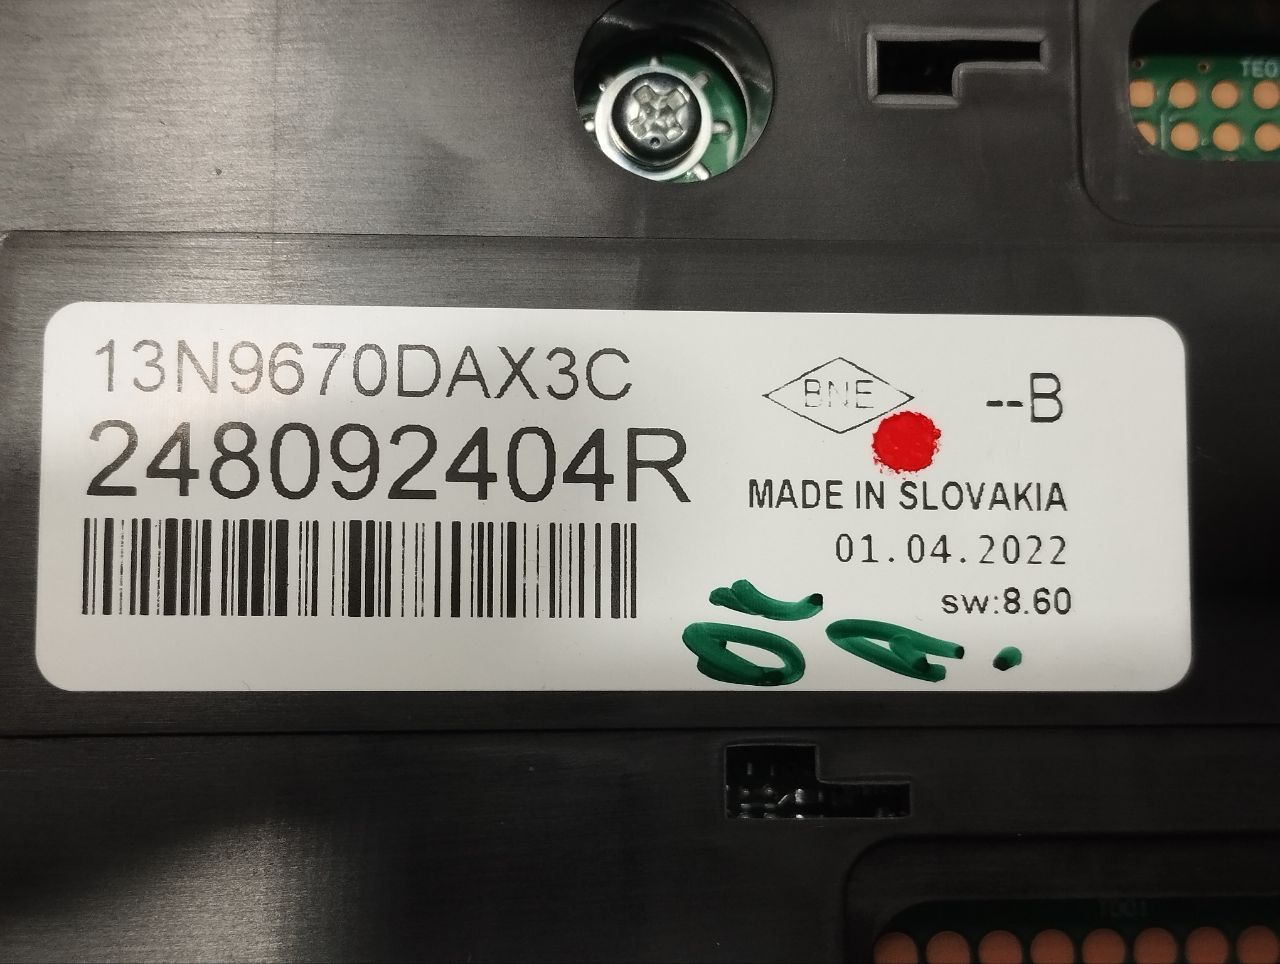 13N9670DAX3C
248092404R
BNE
--B
MADE IN SLOVAKIA
01.04.2022
sw:8.60